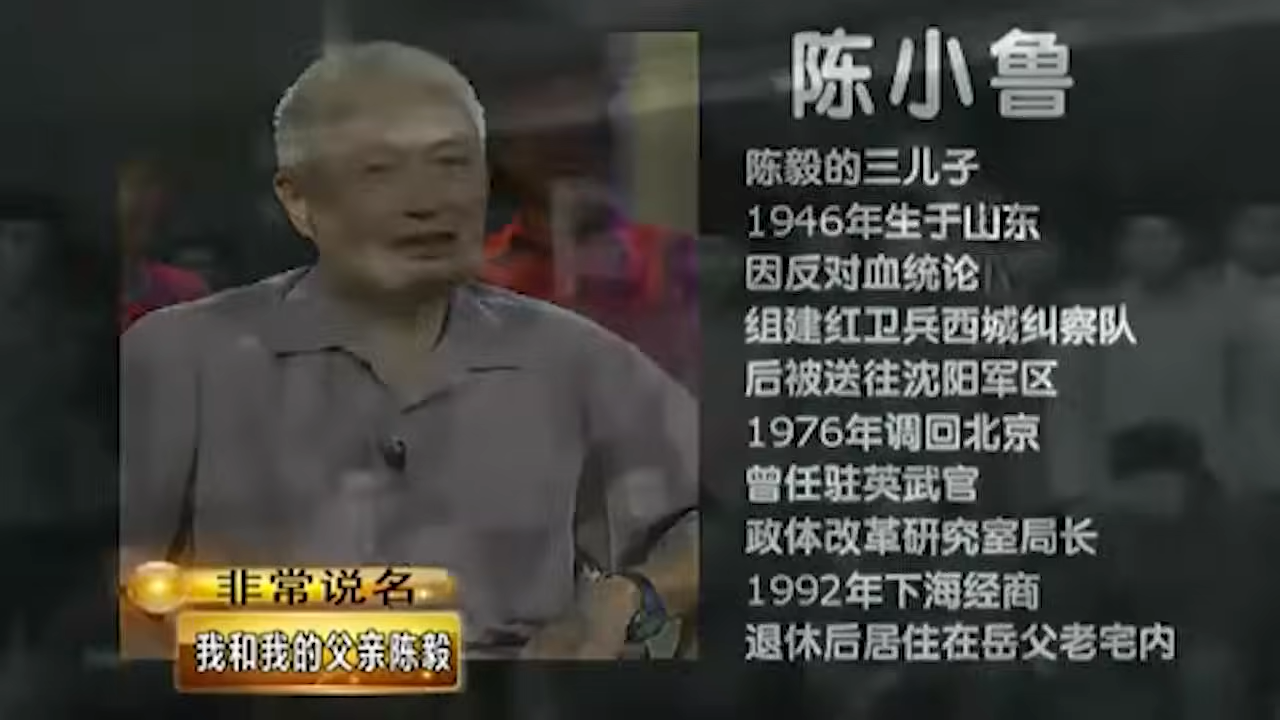 陈小鲁
陈毅的三儿子
1946年生于山东
因反对血统论
组建红卫兵西城纠察队
后被送往沈阳军区
1976年调回北京
曾任驻英武官
政体改革研究室局长
1992年下海经商
退休后居住在岳父老宅内
非常说名
我和我的父亲陈毅